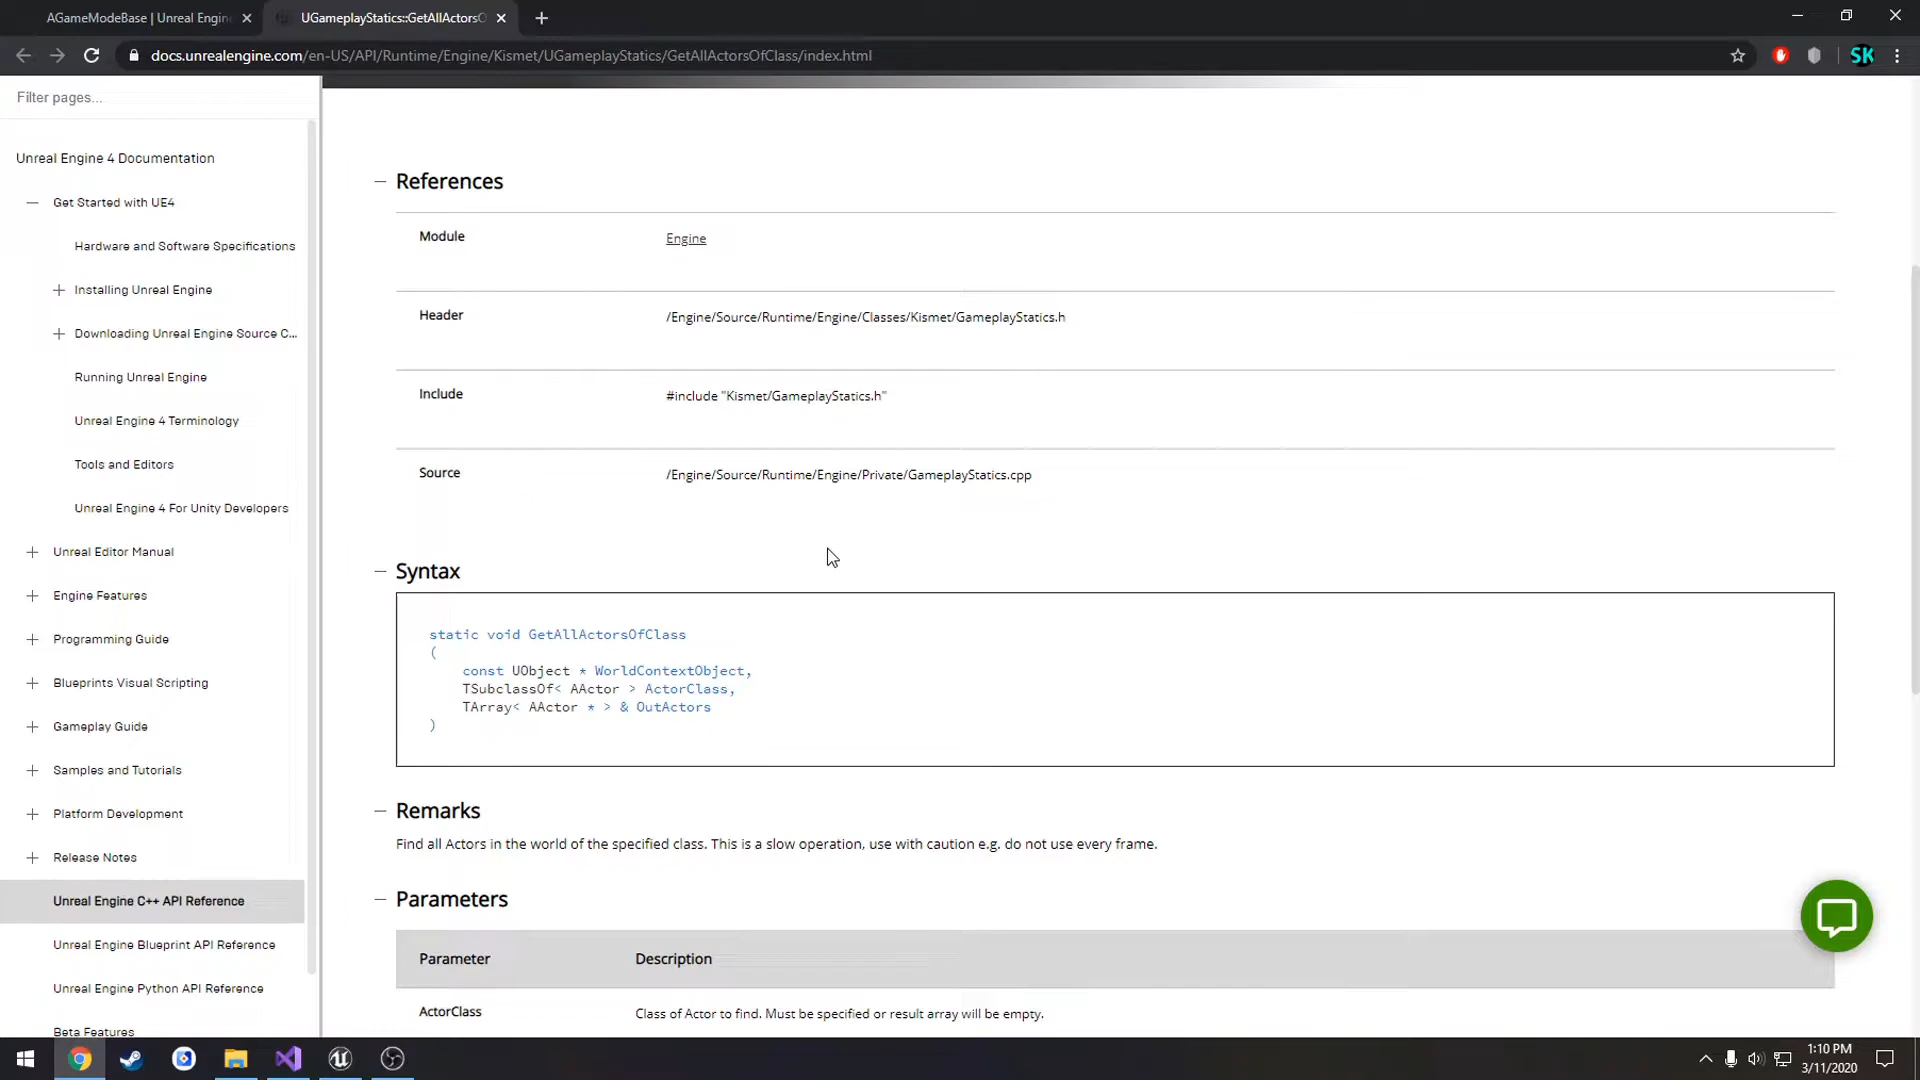 AGameModeBase | Unreal Engin
UGameplayStatics::GetAllActorsO
docs.unrealengine.com/en-US/API/Runtime/Engine/Kismet/UGameplayStatics/GetAllActorsOfClass/index.html
SK
Filter pages...
Unreal Engine 4 Documentation
Get Started with UE4
Hardware and Software Specifications
Installing Unreal Engine
Downloading Unreal Engine Source C...
Running Unreal Engine
Unreal Engine 4 Terminology
Tools and Editors
Unreal Engine 4 For Unity Developers
Unreal Editor Manual
Engine Features
Programming Guide
Blueprints Visual Scripting
Gameplay Guide
Samples and Tutorials
Platform Development
Release Notes
Unreal Engine C++ API Reference
Unreal Engine Blueprint API Reference
Unreal Engine Python API Reference
Beta Features
References
Module Engine
Header /Engine/Source/Runtime/Engine/Classes/Kismet/GameplayStatics.h
Include #include "Kismet/GameplayStatics.h"
Source /Engine/Source/Runtime/Engine/Private/GameplayStatics.cpp
Syntax
static void GetAllActorsOfClass
(
const UObject * WorldContextObject,
TSubclassOf< AActor > ActorClass,
TArray< AActor * > & OutActors
)
Remarks
Find all Actors in the world of the specified class. This is a slow operation, use with caution e.g. do not use every frame.
Parameters
Parameter Description
ActorClass Class of Actor to find. Must be specified or result array will be empty.
1:10 PM
3/11/2020